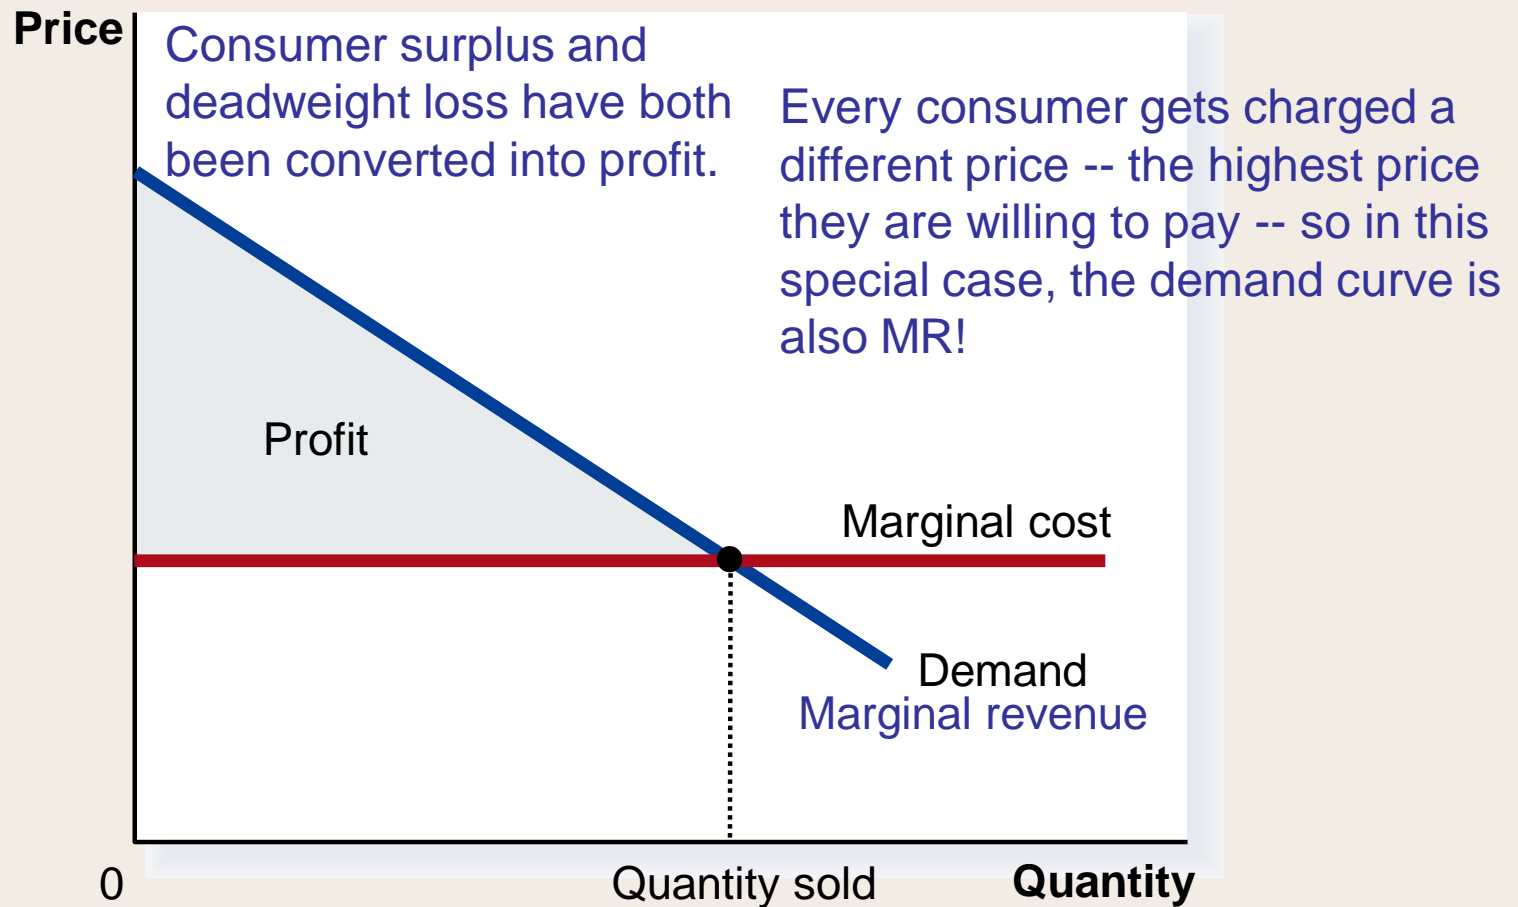 Price
Consumer surplus and
deadweight loss have both
been converted into profit.
Every consumer gets charged a
different price -- the highest price
they are willing to pay -- so in this
special case, the demand curve is
also MR!
Profit
Marginal cost
Demand
Marginal revenue
0
Quantity sold
Quantity